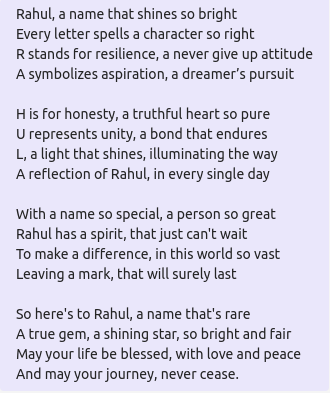 Rahul, a name that shines so bright
Every letter spells a character so right
R stands for resilience, a never give up attitude
A symbolizes aspiration, a dreamer’s pursuit

H is for honesty, a truthful heart so pure
U represents unity, a bond that endures
L, a light that shines, illuminating the way
A reflection of Rahul, in every single day

With a name so special, a person so great
Rahul has a spirit, that just can't wait
To make a difference, in this world so vast
Leaving a mark, that will surely last

So here's to Rahul, a name that's rare
A true gem, a shining star, so bright and fair
May your life be blessed, with love and peace
And may your journey, never cease.